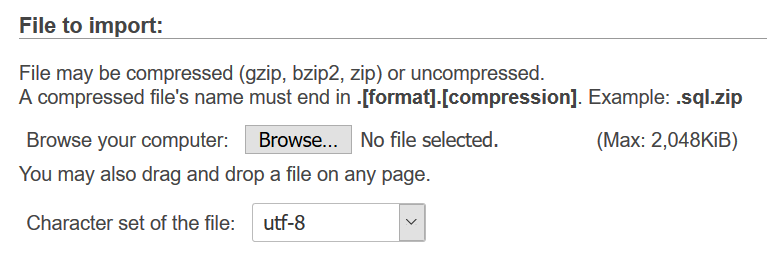 File to import:
File may be compressed (gzip, bzip2, zip) or uncompressed.
A compressed file's name must end in .[format].[compression]. Example: .sql.zip
Browse your computer: Browse... No file selected. (Max: 2,048KiB)
You may also drag and drop a file on any page.
Character set of the file: utf-8